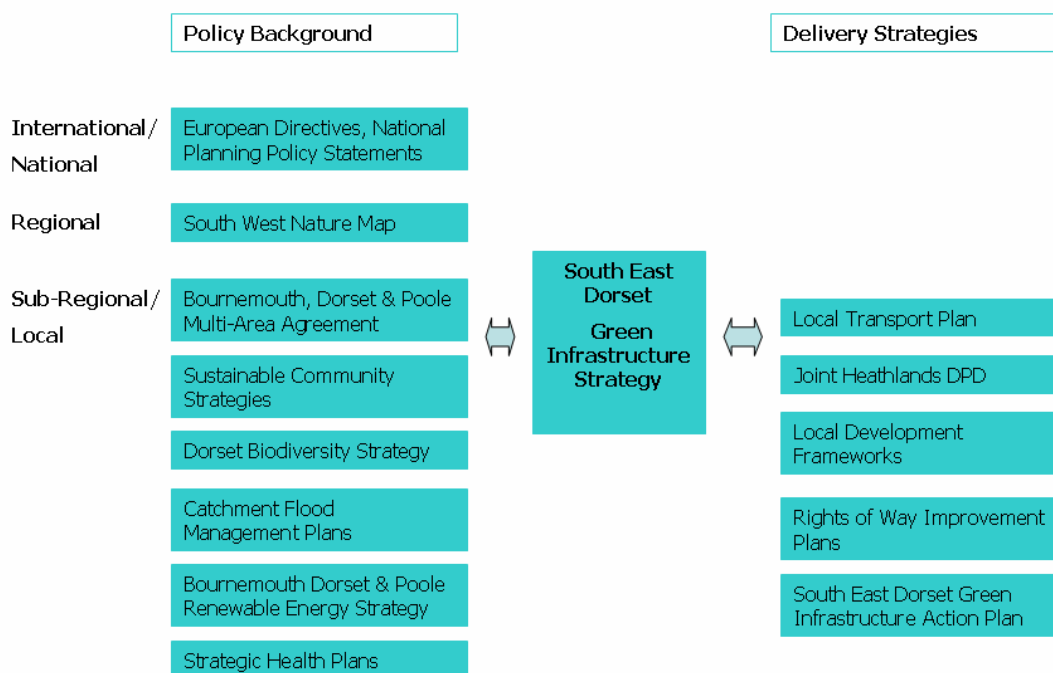 Policy Background
Delivery Strategies
International/
National
European Directives, National
Planning Policy Statements
Regional
South West Nature Map
Sub-Regional/
Local
Bournemouth, Dorset & Poole
Multi-Area Agreement
Sustainable Community
Strategies
Dorset Biodiversity Strategy
Catchment Flood
Management Plans
Bournemouth Dorset & Poole
Renewable Energy Strategy
Strategic Health Plans
South East
Dorset
Green
Infrastructure
Strategy
Local Transport Plan
Joint Heathlands DPD
Local Development
Frameworks
Rights of Way Improvement
Plans
South East Dorset Green
Infrastructure Action Plan